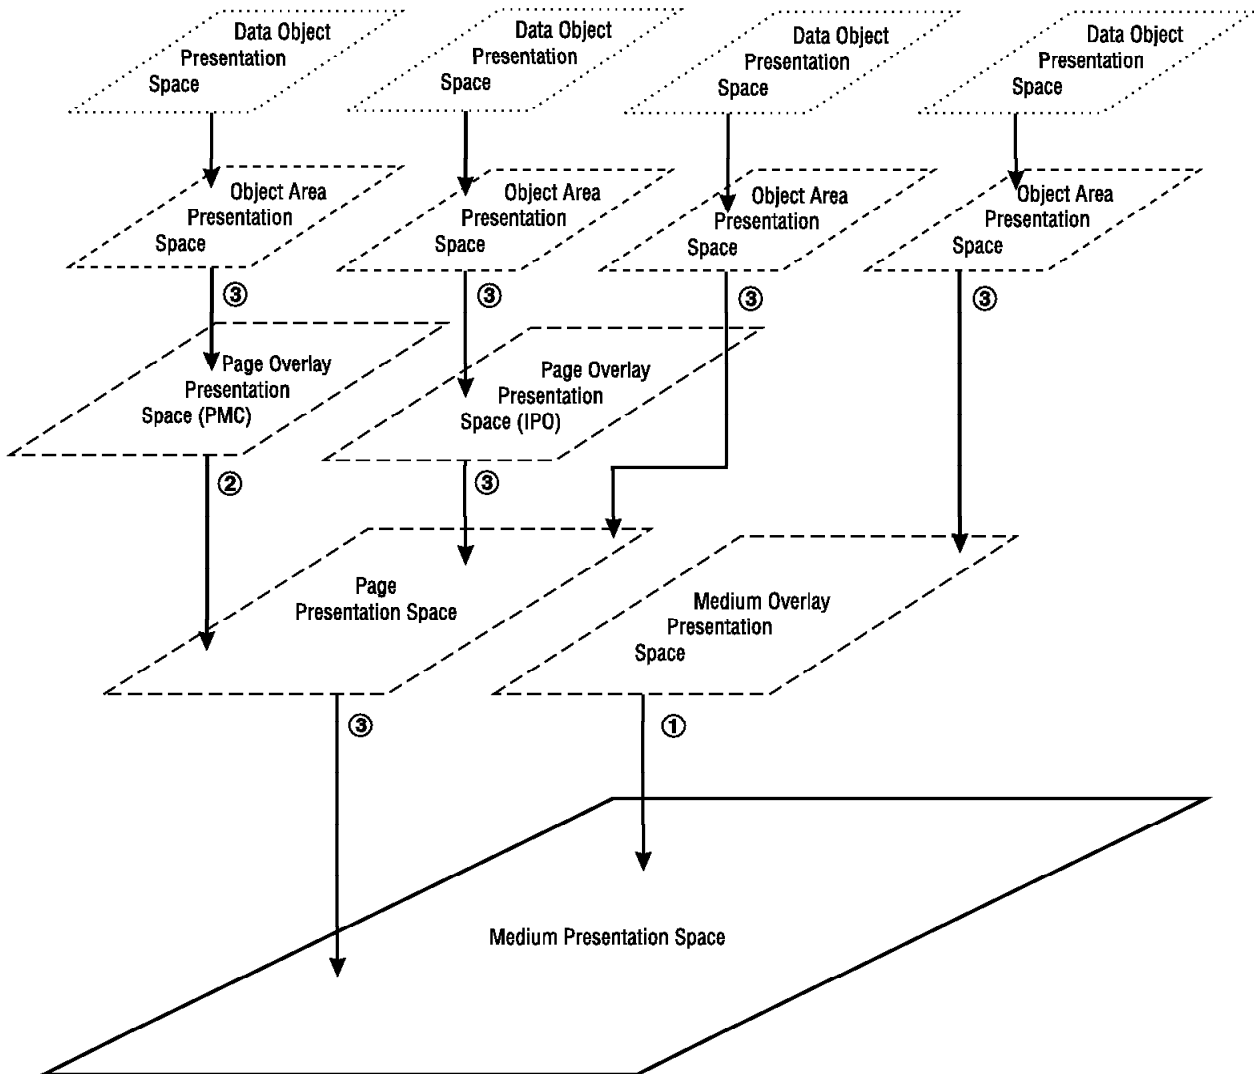 Data Object
Presentation
Space
Data Object
Presentation
Space
Data Object
Presentation
Space
Data Object
Presentation
Space
Object Area
Presentation
Space
Object Area
Presentation
Space
Object Area
Presentation
Space
Object Area
Presentation
Space
③
③
③
③
Page Overlay
Presentation
Space (PMC)
Page Overlay
Presentation
Space (IPO)
②
③
Page
Presentation Space
Medium Overlay
Presentation
Space
③
①
Medium Presentation Space